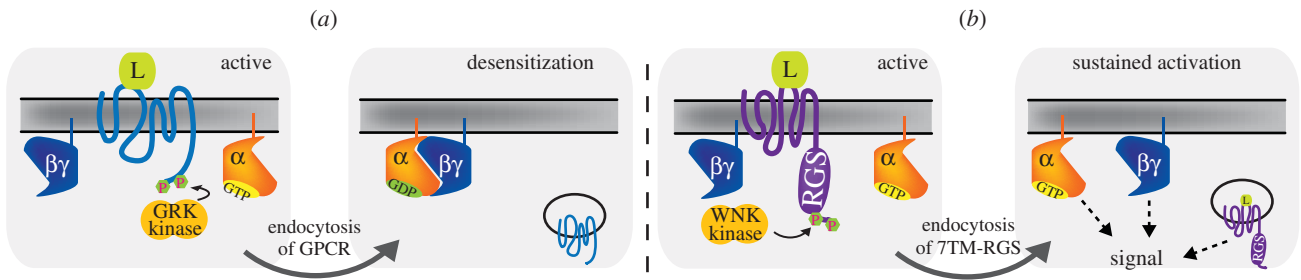 (a)
L
active
βγ
α
GTP
P P
GRK
kinase
endocytosis
of GPCR
desensitization
α
βγ
GDP
(b)
L
active
βγ
RGS
α
GTP
WNK
kinase
P P
endocytosis
of 7TM-RGS
sustained activation
α
βγ
GTP
L
RGS
signal